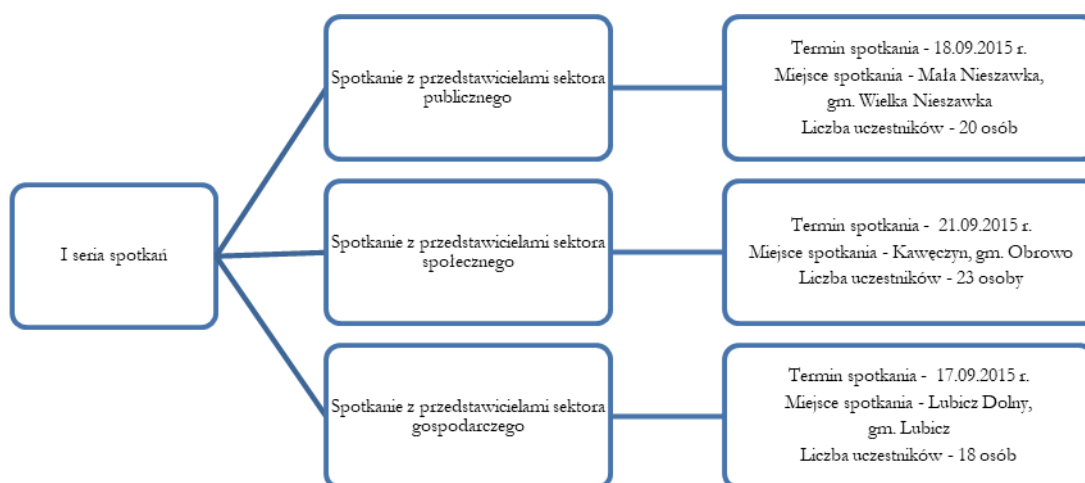 I seria spotkań
Spotkanie z przedstawicielami sektora
publicznego
Termin spotkania - 18.09.2015 r.
Miejsce spotkania - Mała Nieszawka,
gm. Wielka Nieszawka
Liczba uczestników - 20 osób
Spotkanie z przedstawicielami sektora
społecznego
Termin spotkania - 21.09.2015 r.
Miejsce spotkania - Kawęczyn, gm. Obrowo
Liczba uczestników - 23 osoby
Spotkanie z przedstawicielami sektora
gospodarczego
Termin spotkania - 17.09.2015 r.
Miejsce spotkania - Lubicz Dolny,
gm. Lubicz
Liczba uczestników - 18 osób